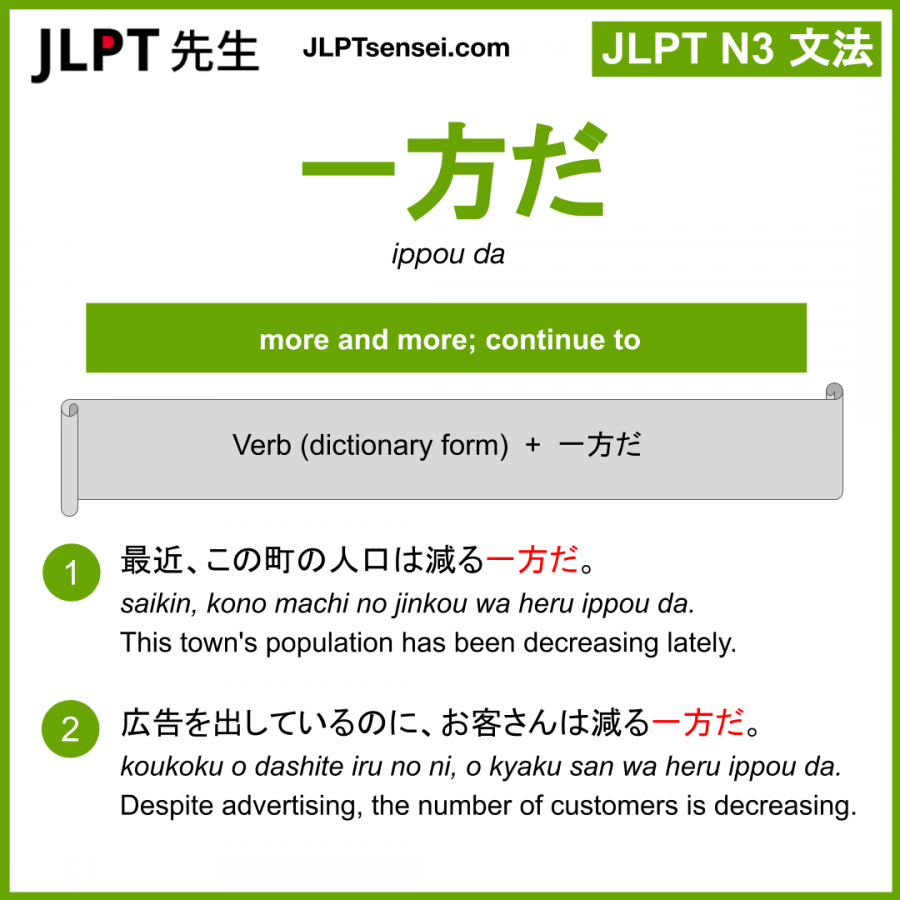 JLPT 先生
JLPTsensei.com
JLPT N3 文法
一方だ
ippou da
more and more; continue to
Verb (dictionary form) + 一方だ
1
最近、この町の人口は減る一方だ。
saikin, kono machi no jinkou wa heru ippou da.
This town's population has been decreasing lately.
2
広告を出しているのに、お客さんは減る一方だ。
koukoku o dashite iru no ni, o kyaku san wa heru ippou da.
Despite advertising, the number of customers is decreasing.